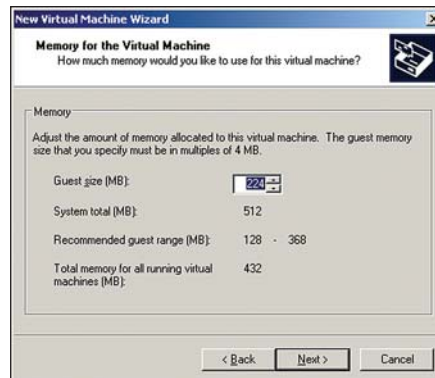 New Virtual Machine Wizard
Memory for the Virtual Machine
How much memory would you like to use for this virtual machine?
Memory
Adjust the amount of memory allocated to this virtual machine. The guest memory
size that you specify must be in multiples of 4 MB.
Guest size (MB): 224
System total (MB): 512
Recommended guest range (MB): 128 - 368
Total memory for all running virtual 432
machines (MB):
< Back Next > Cancel